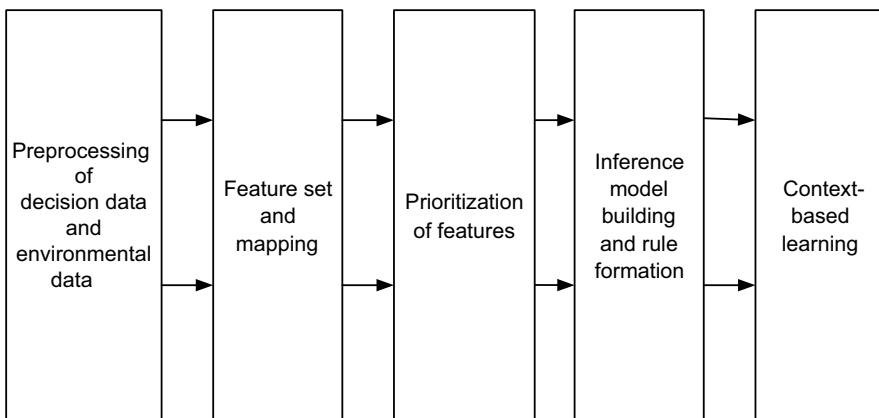 Preprocessing
of
decision data
and
environmental
data
Feature set
and
mapping
Prioritization
of features
Inference
model
building
and rule
formation
Context-
based
learning